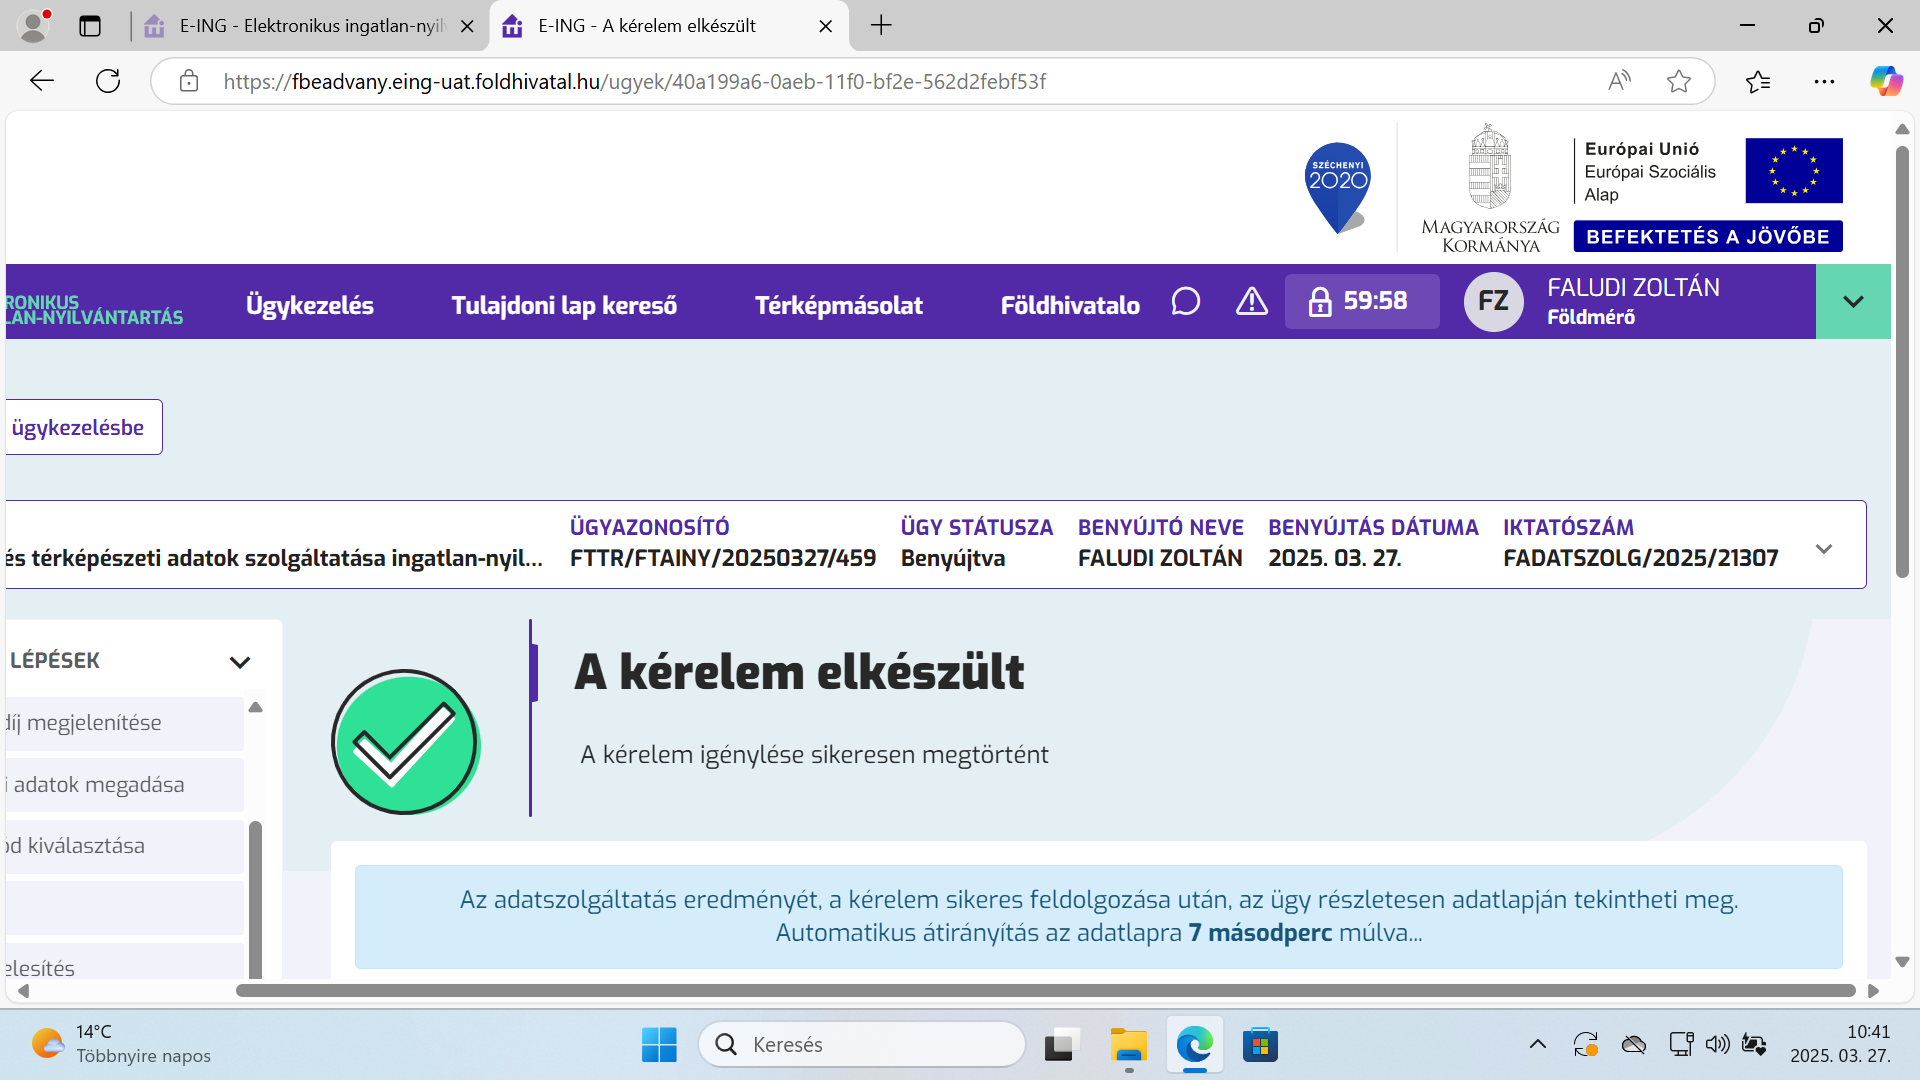 E-ING - Elektronikus ingatlan-nyilv
E-ING - A kérelem elkészült
https://fbeadvany.eing-uat.foldhivatal.hu/ugyek/40a199a6-0aeb-11f0-bf2e-562d2febf53f
SZÉCHENYI
2020
MAGYARORSZÁG
KORMÁNYA
Európai Unió
Európai Szociális
Alap
BEFEKTETÉS A JÖVŐBE
RONIKUS
LAN-NYILVÁNTARTÁS
Ügykezelés
Tulajdoni lap kereső
Térképmásolat
Földhivatalo
59:58
FZ
FALUDI ZOLTÁN
Földmérő
ügykezelésbe
és térképészeti adatok szolgáltatása ingatlan-nyil...
ÜGYAZONOSÍTÓ
FTTR/FTAINY/20250327/459
ÜGY STÁTUSZA
Benyújtva
BENYÚJTÓ NEVE
FALUDI ZOLTÁN
BENYÚJTÁS DÁTUMA
2025. 03. 27.
IKTATÓSZÁM
FADATSZOLG/2025/21307
LÉPÉSEK
díj megjelenítése
i adatok megadása
ód kiválasztása
elesítés
A kérelem elkészült
A kérelem igénylése sikeresen megtörtént
Az adatszolgáltatás eredményét, a kérelem sikeres feldolgozása után, az ügy részletesen adatlapján tekintheti meg.
Automatikus átirányítás az adatlapra 7 másodperc múlva...
14°C
Többnyire napos
Keresés
10:41
2025. 03. 27.